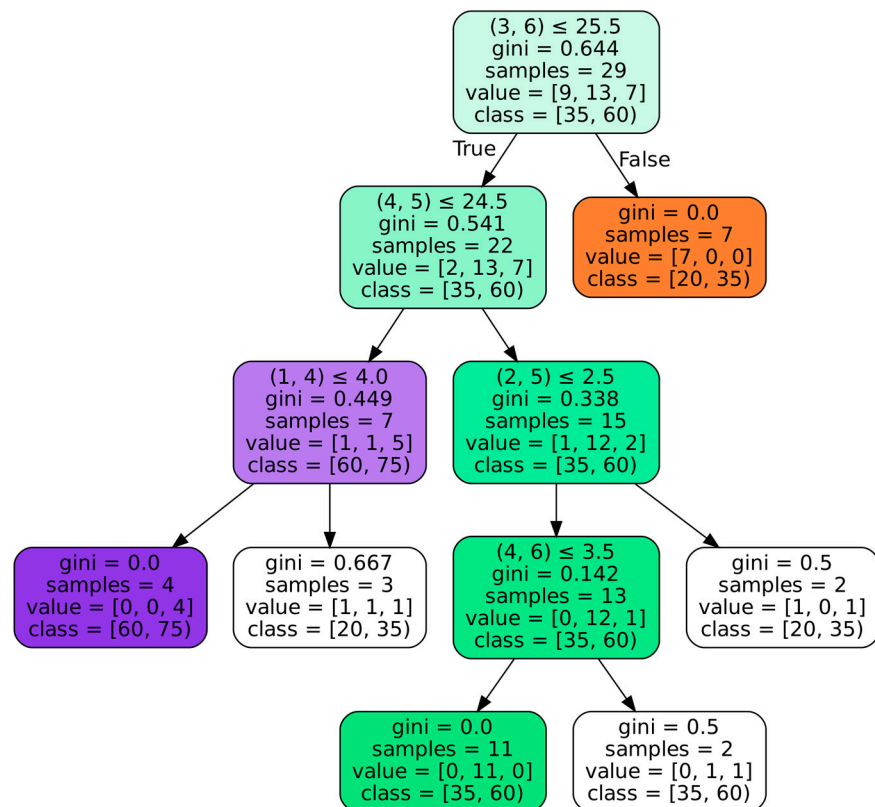 (3, 6) ≤ 25.5
gini = 0.644
samples = 29
value = [9, 13, 7]
class = [35, 60)
True
False
(4, 5) ≤ 24.5
gini = 0.541
samples = 22
value = [2, 13, 7]
class = [35, 60)
gini = 0.0
samples = 7
value = [7, 0, 0]
class = [20, 35)
(1, 4) ≤ 4.0
gini = 0.449
samples = 7
value = [1, 1, 5]
class = [60, 75)
(2, 5) ≤ 2.5
gini = 0.338
samples = 15
value = [1, 12, 2]
class = [35, 60)
gini = 0.0
samples = 4
value = [0, 0, 4]
class = [60, 75)
gini = 0.667
samples = 3
value = [1, 1, 1]
class = [20, 35)
(4, 6) ≤ 3.5
gini = 0.142
samples = 13
value = [0, 12, 1]
class = [35, 60)
gini = 0.5
samples = 2
value = [1, 0, 1]
class = [20, 35)
gini = 0.0
samples = 11
value = [0, 11, 0]
class = [35, 60)
gini = 0.5
samples = 2
value = [0, 1, 1]
class = [35, 60)